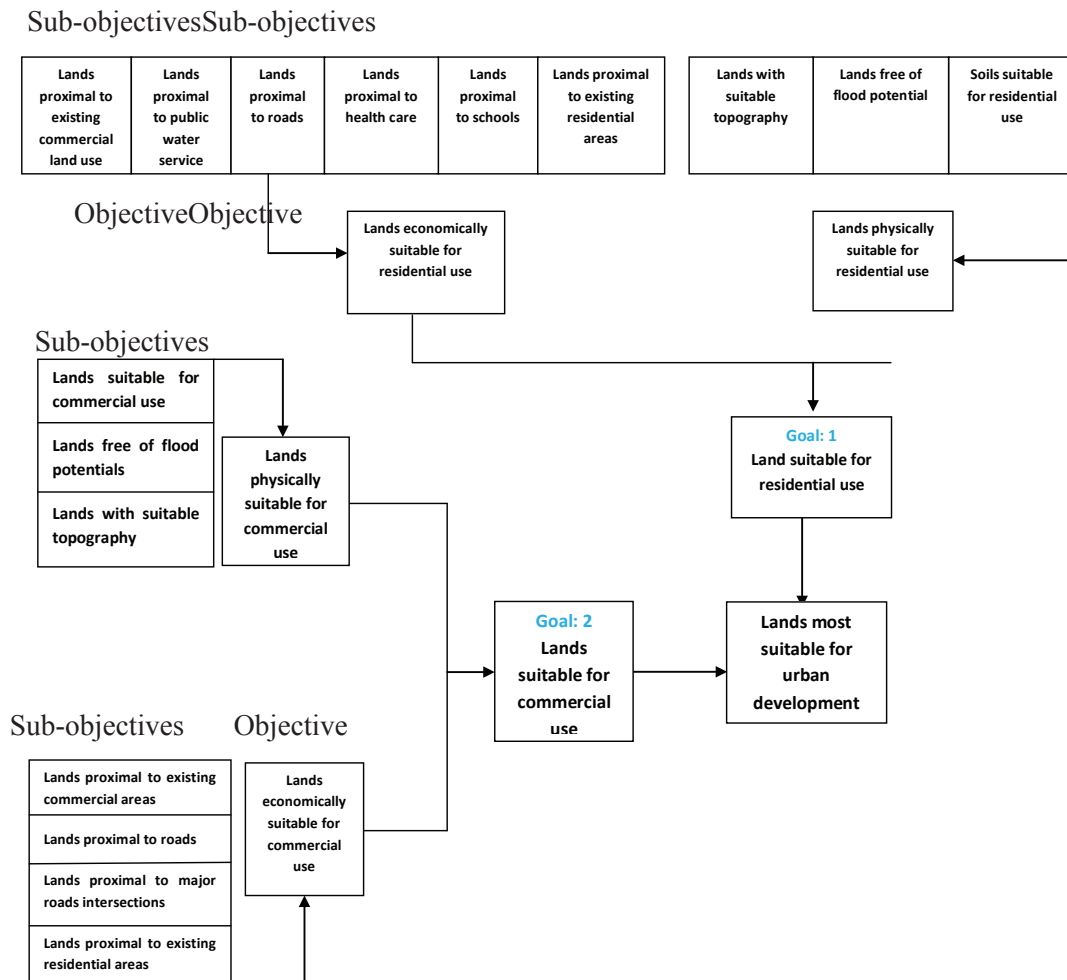 Sub-objectivesSub-objectives
Lands
proximal to
existing
commercial
land use
Lands
proximal
to public
water
service
Lands
proximal
to roads
Lands
proximal to
health care
Lands
proximal
to schools
Lands proximal
to existing
residential
areas
Lands with
suitable
topography
Lands free of
flood potential
Soils suitable
for residential
use
ObjectiveObjective
Lands economically
suitable for
residential use
Lands physically
suitable for
residential use
Sub-objectives
Lands suitable for
commercial use
Lands free of flood
potentials
Lands with suitable
topography
Lands
physically
suitable for
commercial
use
Goal: 1
Land suitable for
residential use
Goal: 2
Lands
suitable for
commercial
use
Lands most
suitable for
urban
development
Sub-objectives
Objective
Lands proximal to existing
commercial areas
Lands proximal to roads
Lands proximal to major
roads intersections
Lands proximal to existing
residential areas
Lands
economically
suitable for
commercial
use